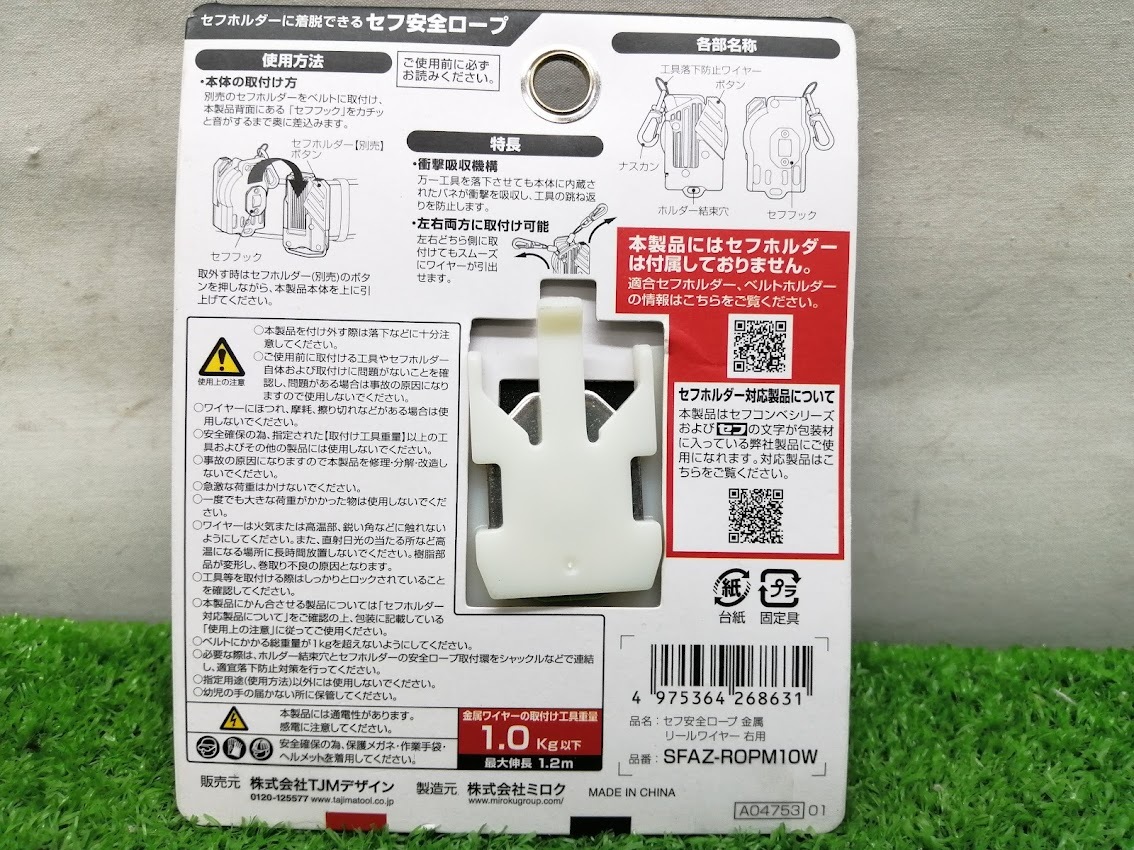 セフホルダーに着脱できる セフ安全ロープ
使用方法
ご使用前に必ず
お読みください。
・本体の取付け方
別売のセフホルダーをベルトに取付け、
本製品背面にある「セフフック」をカチッ
と音がするまで奥に差込みます。
セフホルダー【別売】
ボタン
セフフック
取外す時はセフホルダー(別売)のボタ
ンを押しながら、本製品本体を上に引
上げてください。
特長
・衝撃吸収機構
万一工具を落下させても本体に内蔵さ
れたバネが衝撃を吸収し、工具の跳ね返
りを防止します。
・左右両方に取付け可能
左右どちら側に取
付けてもスムーズ
にワイヤーが引出
せます。
各部名称
工具落下防止ワイヤー
ボタン
ナスカン
ホルダー結束穴
セフフック
本製品にはセフホルダー
は付属しておりません。
適合セフホルダー、ベルトホルダー
の情報はこちらをご覧ください。
セフホルダー対応製品について
本製品はセフコンベシリーズ
およびセフの文字が包装材
に入っている弊社製品にご使
用になれます。対応製品はこ
ちらをご覧ください。
使用上の注意
○本製品を付け外す際は落下などに十分注
意してください。
○ご使用前に取付ける工具やセフホルダー
自体および取付けに問題がないことを確
認し、問題がある場合は事故の原因になり
ますので使用しないでください。
○ワイヤーにほつれ、摩耗、擦り切れなどがある場合は使
用しないでください。
○安全確保の為、指定された【取付け工具重量】以上の工
具およびその他の製品には使用しないでください。
○事故の原因になりますので本製品を修理・分解・改造し
ないでください。
○急激な荷重はかけないでください。
○一度でも大きな荷重がかかった物は使用しないでくだ
さい。
○ワイヤーは火気または高温部、鋭い角などに触れない
ようにしてください。また、直射日光の当たる所など高
温になる場所に長時間放置しないでください。樹脂部
品が変形し、巻取り不良の原因となります。
○工具等を取付ける際はしっかりとロックされていること
を確認してください。
○本製品にかん合させる製品については「セフホルダー
対応製品について」をご確認の上、包装に記載している
「使用上の注意」に従ってご使用ください。
○ベルトにかかる総重量が1kgを超えないようにしてください。
○必要な際は、ホルダー結束穴とセフホルダーの安全ロープ取付環をシャックルなどで連結
し、適宜落下防止対策を行ってください。
○指定用途(使用方法)以外には使用しないでください。
○幼児の手の届かない所に保管してください。
本製品には通電性があります。
感電に注意してください。
安全確保の為、保護メガネ・作業手袋・
ヘルメットを着用してください。
金属ワイヤーの取付け工具重量
1.0 Kg以下
最大伸長 1.2m
紙
台紙
プラ
固定具
4 975364 268631
品名：セフ安全ロープ 金属
リールワイヤー 右用
品番：SFAZ-ROPM10W
販売元 株式会社TJMデザイン
0120-125577 www.tajimatool.co.jp
製造元 株式会社ミロク
www.mirokugroup.com/
MADE IN CHINA
A04753 01